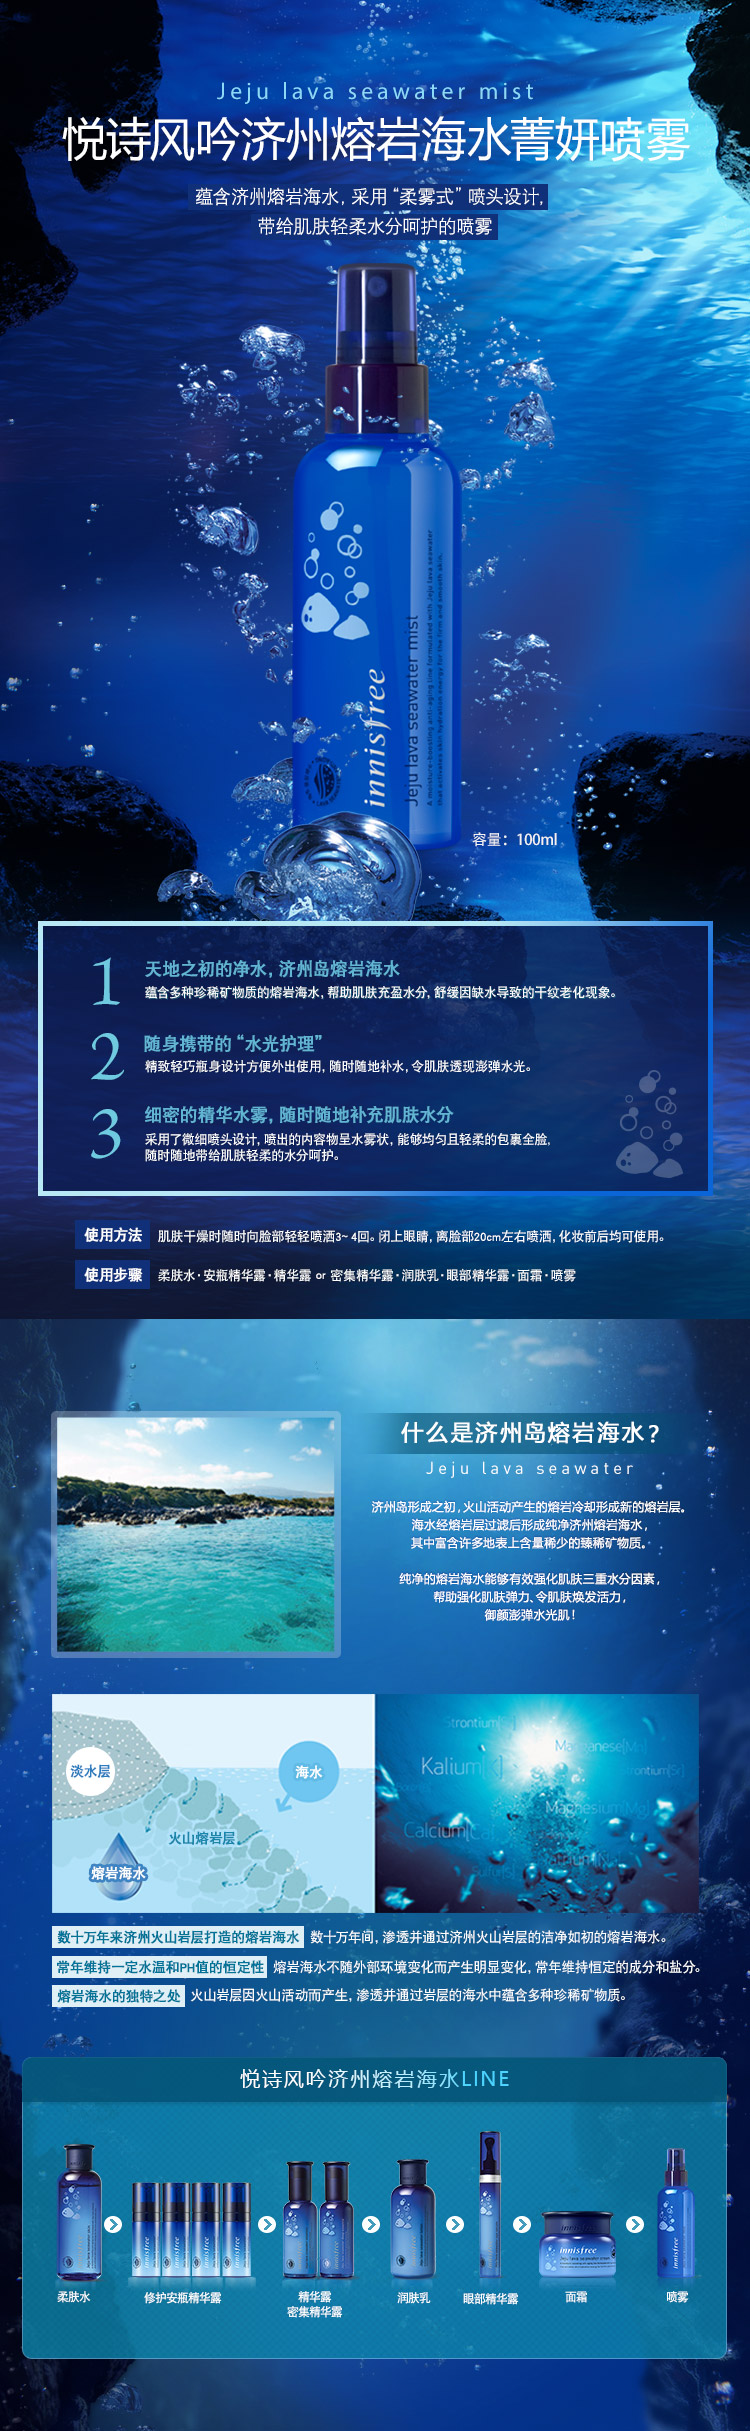 Jeju lava seawater mist
悦诗风吟济州熔岩海水菁妍喷雾
蕴含济州熔岩海水, 采用 “柔雾式” 喷头设计,
带给肌肤轻柔水分呵护的喷雾
innisfree
Jeju lava seawater mist
A moisture-boosting anti-aging line formulated with Jeju lava seawater
that activates skin hydration energy for the firm and smooth skin.
容量: 100ml
1
天地之初的净水, 济州岛熔岩海水
蕴含多种珍稀矿物质的熔岩海水, 帮助肌肤充盈水分, 舒缓因缺水导致的干纹老化现象。
2
随身携带的 “水光护理”
精致轻巧瓶身设计方便外出使用, 随时随地补水, 令肌肤透现澎弹水光。
3
细密的精华水雾, 随时随地补充肌肤水分
采用了微细喷头设计, 喷出的内容物呈水雾状, 能够均匀且轻柔的包裹全脸,
随时随地带给肌肤轻柔的水分呵护。
使用方法 肌肤干燥时随时向脸部轻轻喷洒3~ 4回。闭上眼睛, 离脸部20cm左右喷洒, 化妆前后均可使用。
使用步骤 柔肤水·安瓶精华露·精华露 or 密集精华露·润肤乳·眼部精华露·面霜·喷雾
什么是济州岛熔岩海水?
Jeju lava seawater
济州岛形成之初, 火山活动产生的熔岩冷却形成新的熔岩层。
海水经熔岩层过滤后形成纯净济州熔岩海水,
其中富含许多地表上含量稀少的臻稀矿物质。
纯净的熔岩海水能够有效强化肌肤三重水分因素,
帮助强化肌肤弹力、令肌肤焕发活力,
御颜澎弹水光肌!
淡水层
海水
火山熔岩层
熔岩海水
Strontium[S]
Manganese[Mn]
Kalium[K]
trontium[Sr]
Magnesium[Mg]
Calcium[Ca]
数十万年来济州火山岩层打造的熔岩海水 数十万年间, 渗透并通过济州火山岩层的洁净如初的熔岩海水。
常年维持一定水温和PH值的恒定性 熔岩海水不随外部环境变化而产生明显变化, 常年维持恒定的成分和盐分。
熔岩海水的独特之处 火山岩层因火山活动而产生, 渗透并通过岩层的海水中蕴含多种珍稀矿物质。
悦诗风吟济州熔岩海水LINE
innisfree
柔肤水
修护安瓶精华露
精华露
密集精华露
润肤乳
眼部精华露
面霜
喷雾